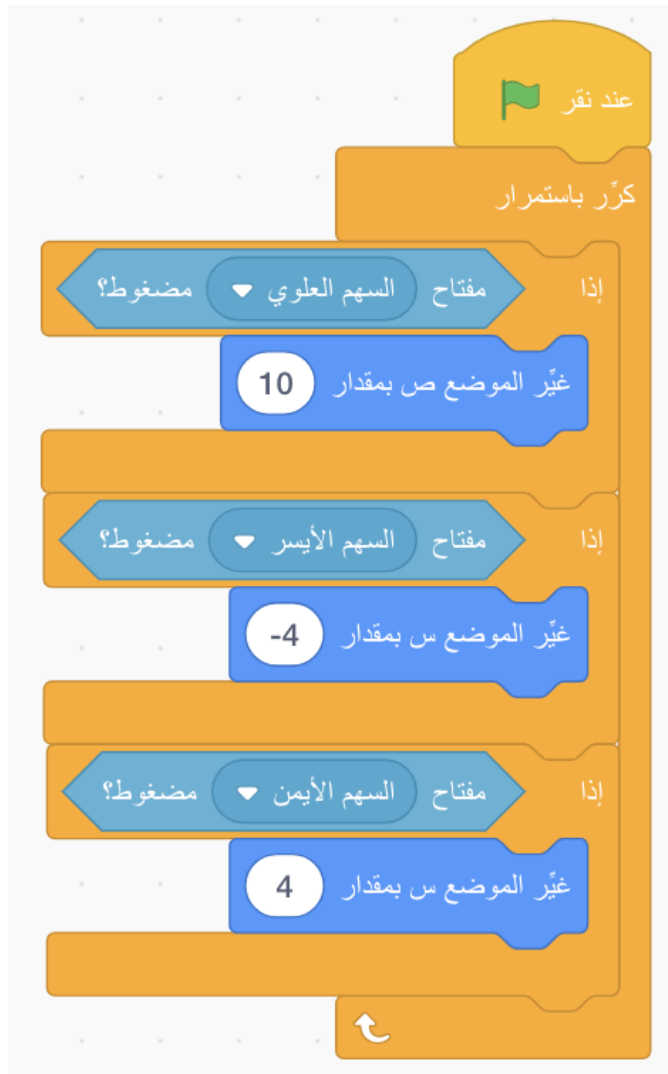 عند نقر
كرِّر باستمرار
إذا مفتاح السهم العلوي مضغوط؟
غيِّر الموضع ص بمقدار 10
إذا مفتاح السهم الأيسر مضغوط؟
غيِّر الموضع س بمقدار -4
إذا مفتاح السهم الأيمن مضغوط؟
غيِّر الموضع س بمقدار 4